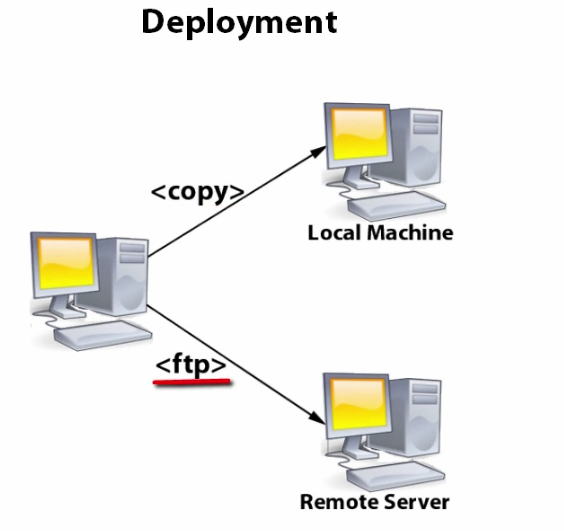 Deployment
<copy>
Local Machine
<ftp>
Remote Server